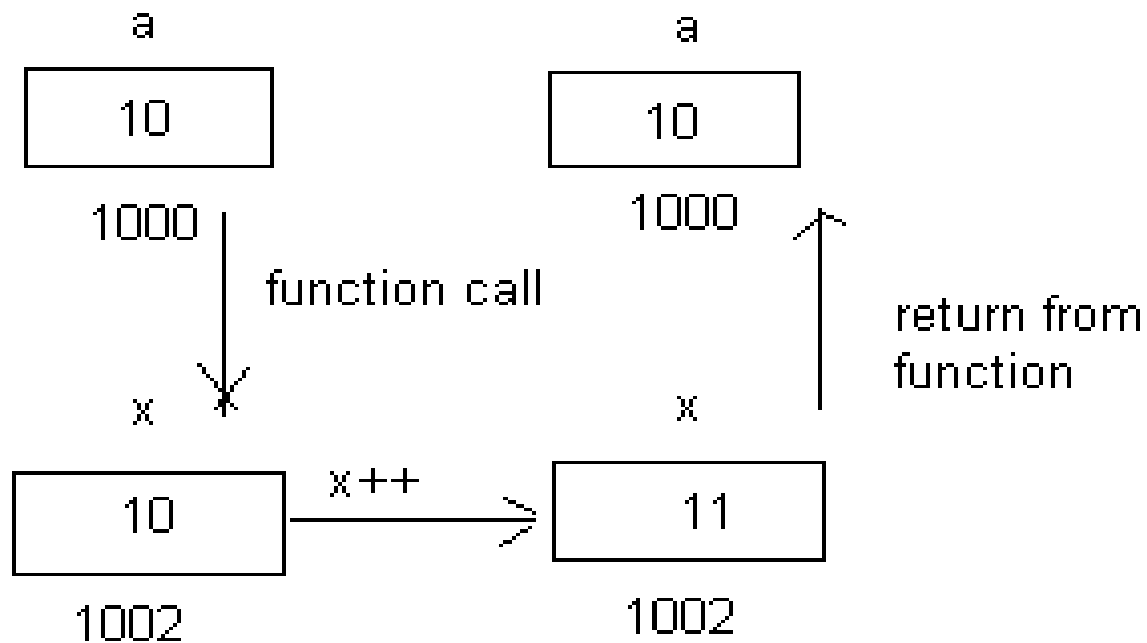 a
a
10
10
1000
1000
function call
return from
function
x
x
10
x++
11
1002
1002